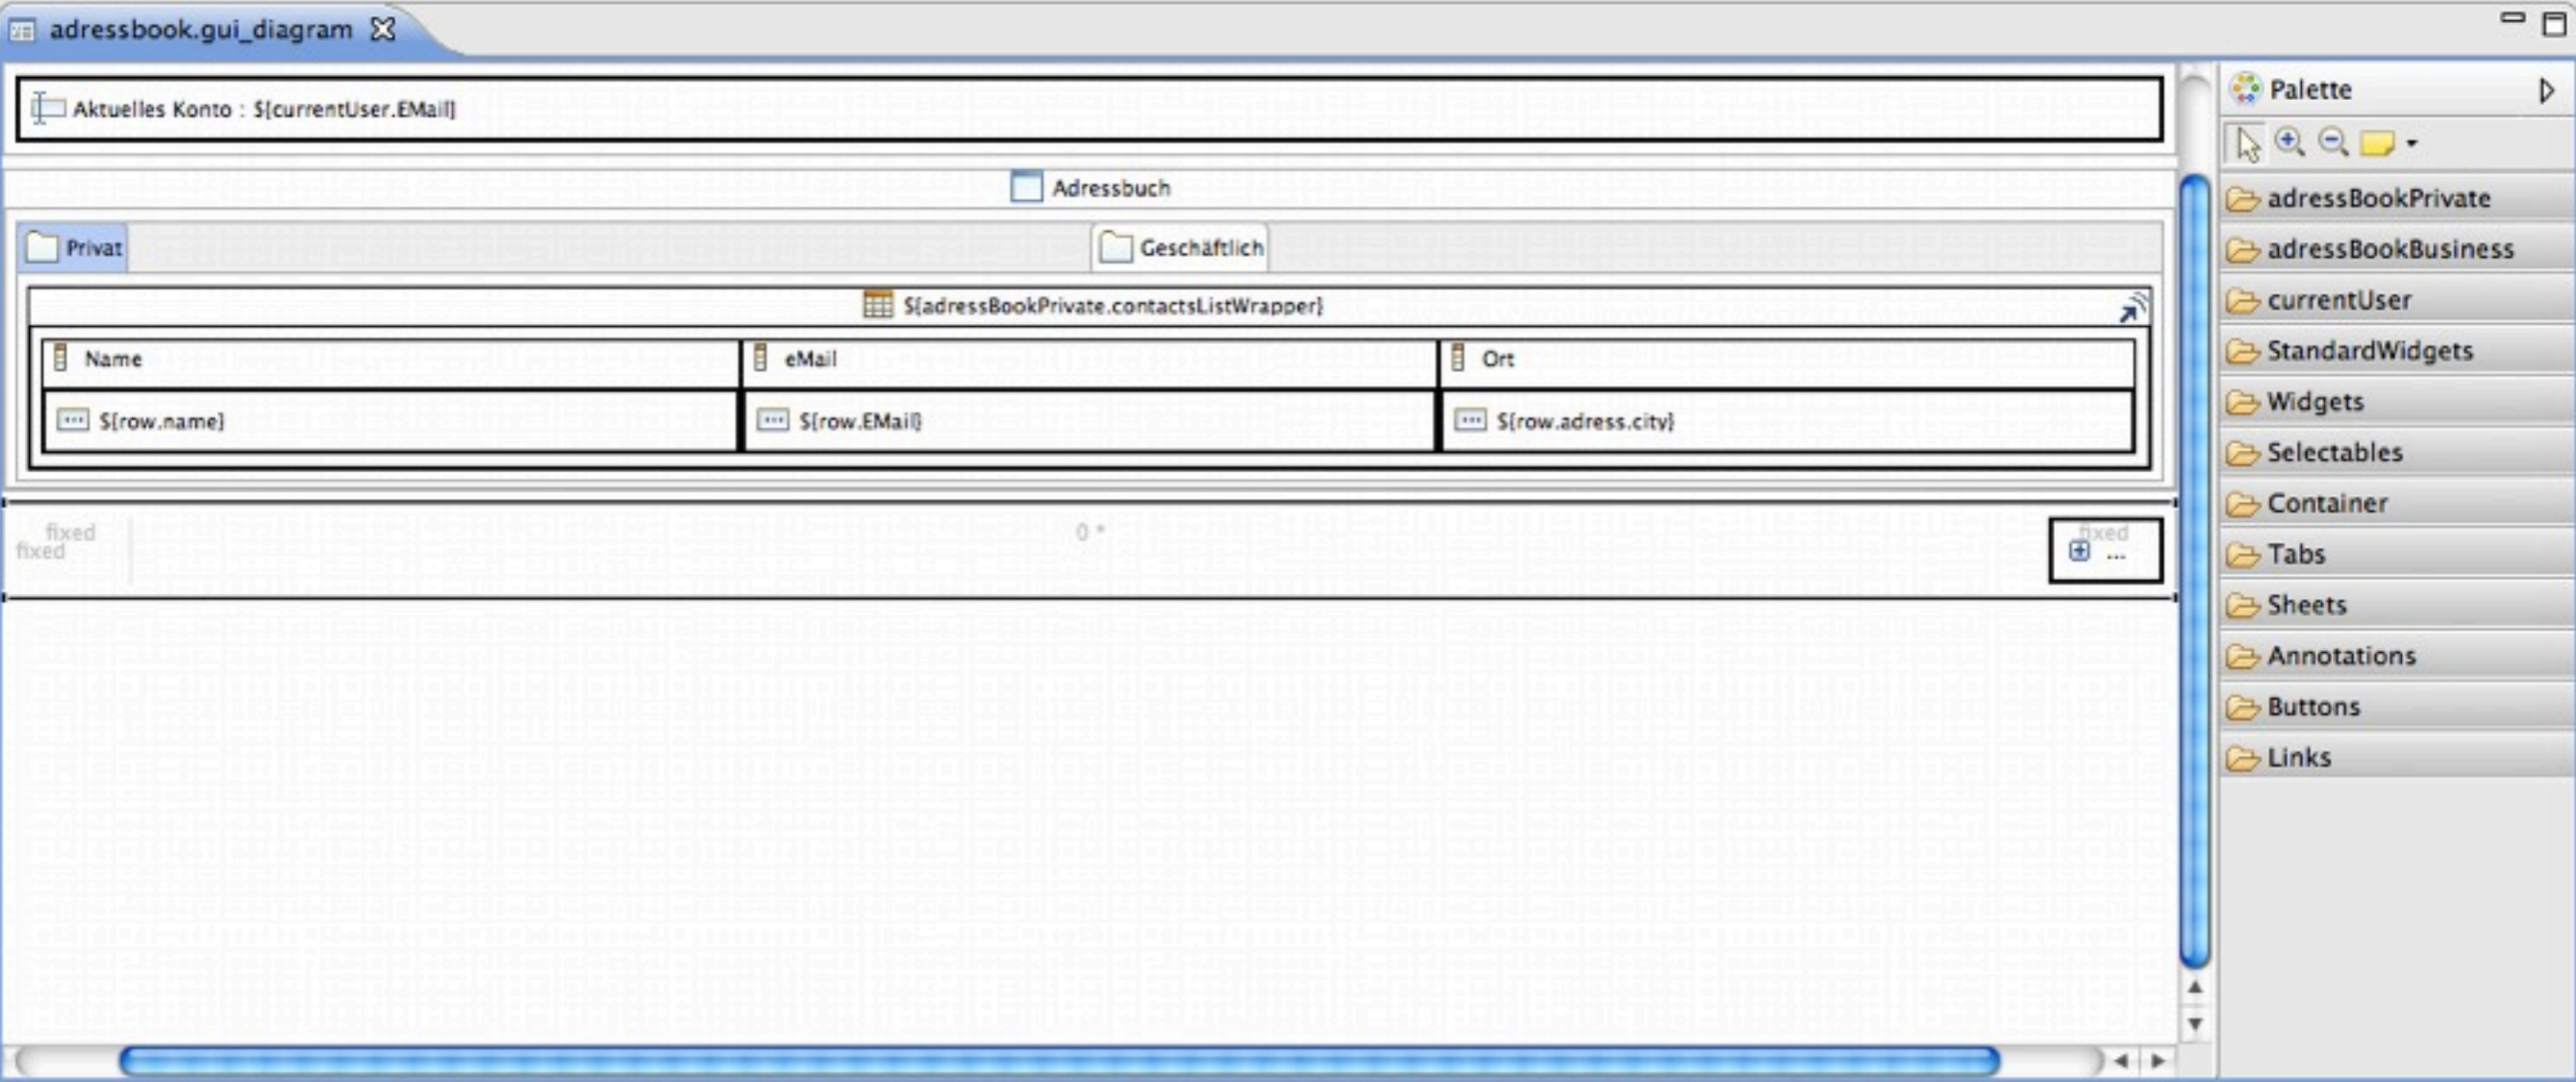 adressbook.gui_diagram
Aktuelles Konto : ${currentUser.EMail}
Adressbuch
Privat
Geschäftlich
${adressBookPrivate.contactsListWrapper}
Name eMail Ort
${row.name} ${row.EMail} ${row.adress.city}
fixed 0 * fixed
fixed ...
Palette
adressBookPrivate
adressBookBusiness
currentUser
StandardWidgets
Widgets
Selectables
Container
Tabs
Sheets
Annotations
Buttons
Links